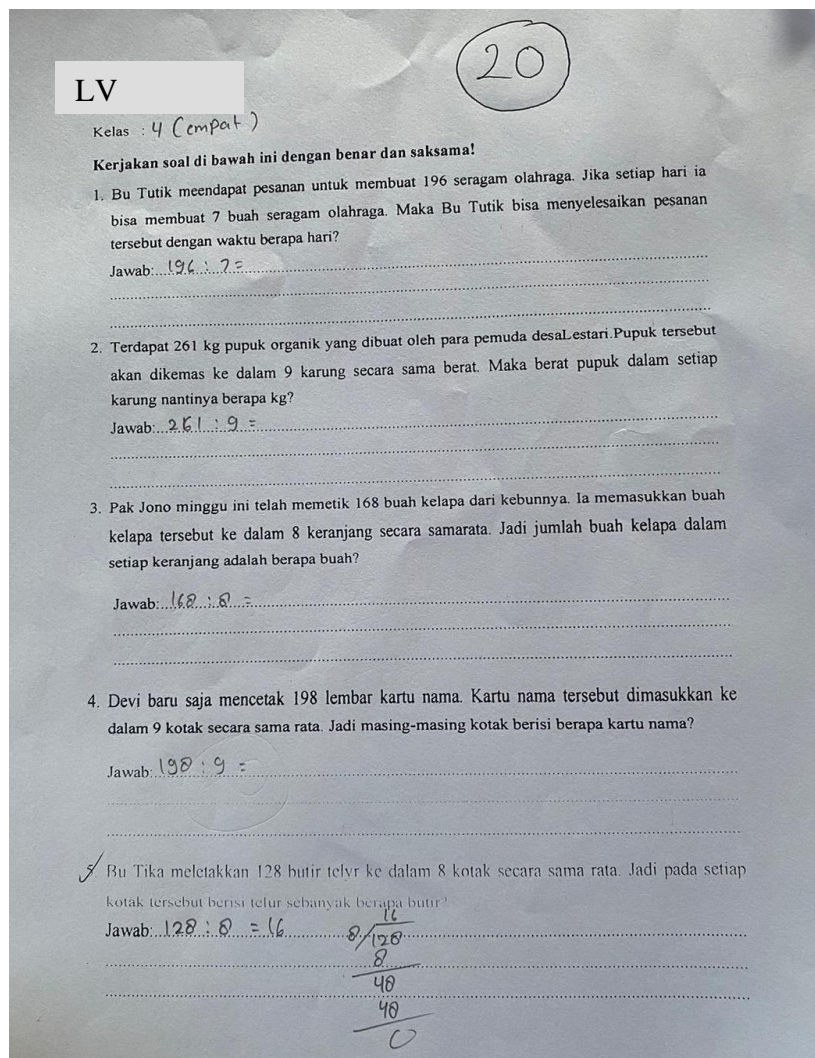 20
LV
Kelas : 4 (empat)
Kerjakan soal di bawah ini dengan benar dan saksama!
1. Bu Tutik meendapat pesanan untuk membuat 196 seragam olahraga. Jika setiap hari ia
bisa membuat 7 buah seragam olahraga. Maka Bu Tutik bisa menyelesaikan pesanan
tersebut dengan waktu berapa hari?
Jawab: 196 : 7 =
2. Terdapat 261 kg pupuk organik yang dibuat oleh para pemuda desaLestari.Pupuk tersebut
akan dikemas ke dalam 9 karung secara sama berat. Maka berat pupuk dalam setiap
karung nantinya berapa kg?
Jawab: 261 : 9 =
3. Pak Jono minggu ini telah memetik 168 buah kelapa dari kebunnya. Ia memasukkan buah
kelapa tersebut ke dalam 8 keranjang secara samarata. Jadi jumlah buah kelapa dalam
setiap keranjang adalah berapa buah?
Jawab: 168 : 8 =
4. Devi baru saja mencetak 198 lembar kartu nama. Kartu nama tersebut dimasukkan ke
dalam 9 kotak secara sama rata. Jadi masing-masing kotak berisi berapa kartu nama?
Jawab: 198 : 9 =
5. Bu Tika meletakkan 128 butir telyr ke dalam 8 kotak secara sama rata. Jadi pada setiap
kotak tersebut berisi telur sebanyak berapa butir?
16
Jawab: 128 : 8 = 16 8/128
8
48
48
0